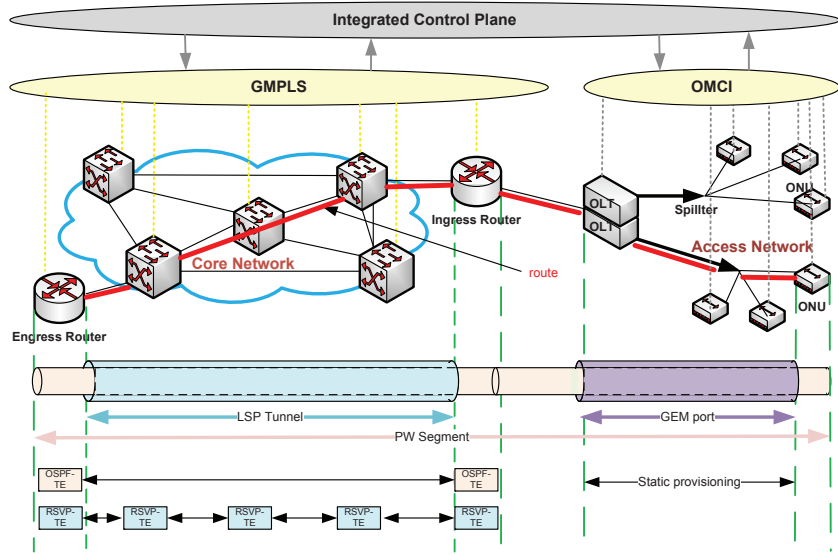 Integrated Control Plane
GMPLS
OMCI
ONU
OLT
Spillter
Ingress Router
OLT
Access Network
Core Network
route
ONU
Engress Router
LSP Tunnel
GEM port
PW Segment
OSPF-
TE
OSPF-
TE
Static provisioning
RSVP-
TE
RSVP-
TE
RSVP-
TE
RSVP-
TE
RSVP-
TE